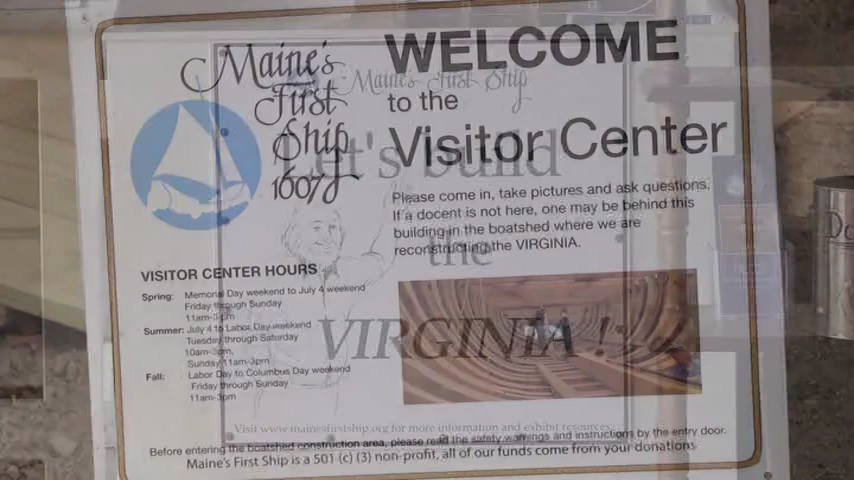 Maine's
First
Ship
1607
WELCOME
to the
Visitor Center
Please come in, take pictures and ask questions.
If a docent is not here, one may be behind this
building in the boatshed where we are
reconstructing the VIRGINIA.
VISITOR CENTER HOURS
Spring: Memorial Day weekend to July 4 weekend
Friday through Sunday
11am-3pm
Summer: July 4 to Labor Day weekend
Tuesday through Saturday
10am-3pm,
Sunday 11am-3pm
Fall: Labor Day to Columbus Day weekend
Friday through Sunday
11am-3pm
Before entering the boatshed construction area, please read the safety warnings and instructions by the entry door.
Maine's First Ship is a 501 (c) (3) non-profit, all of our funds come from your donations
Maine's First Ship
Let's build
the
VIRGINIA !
Visit www.mainesfirstship.org for more information and exhibit resources.